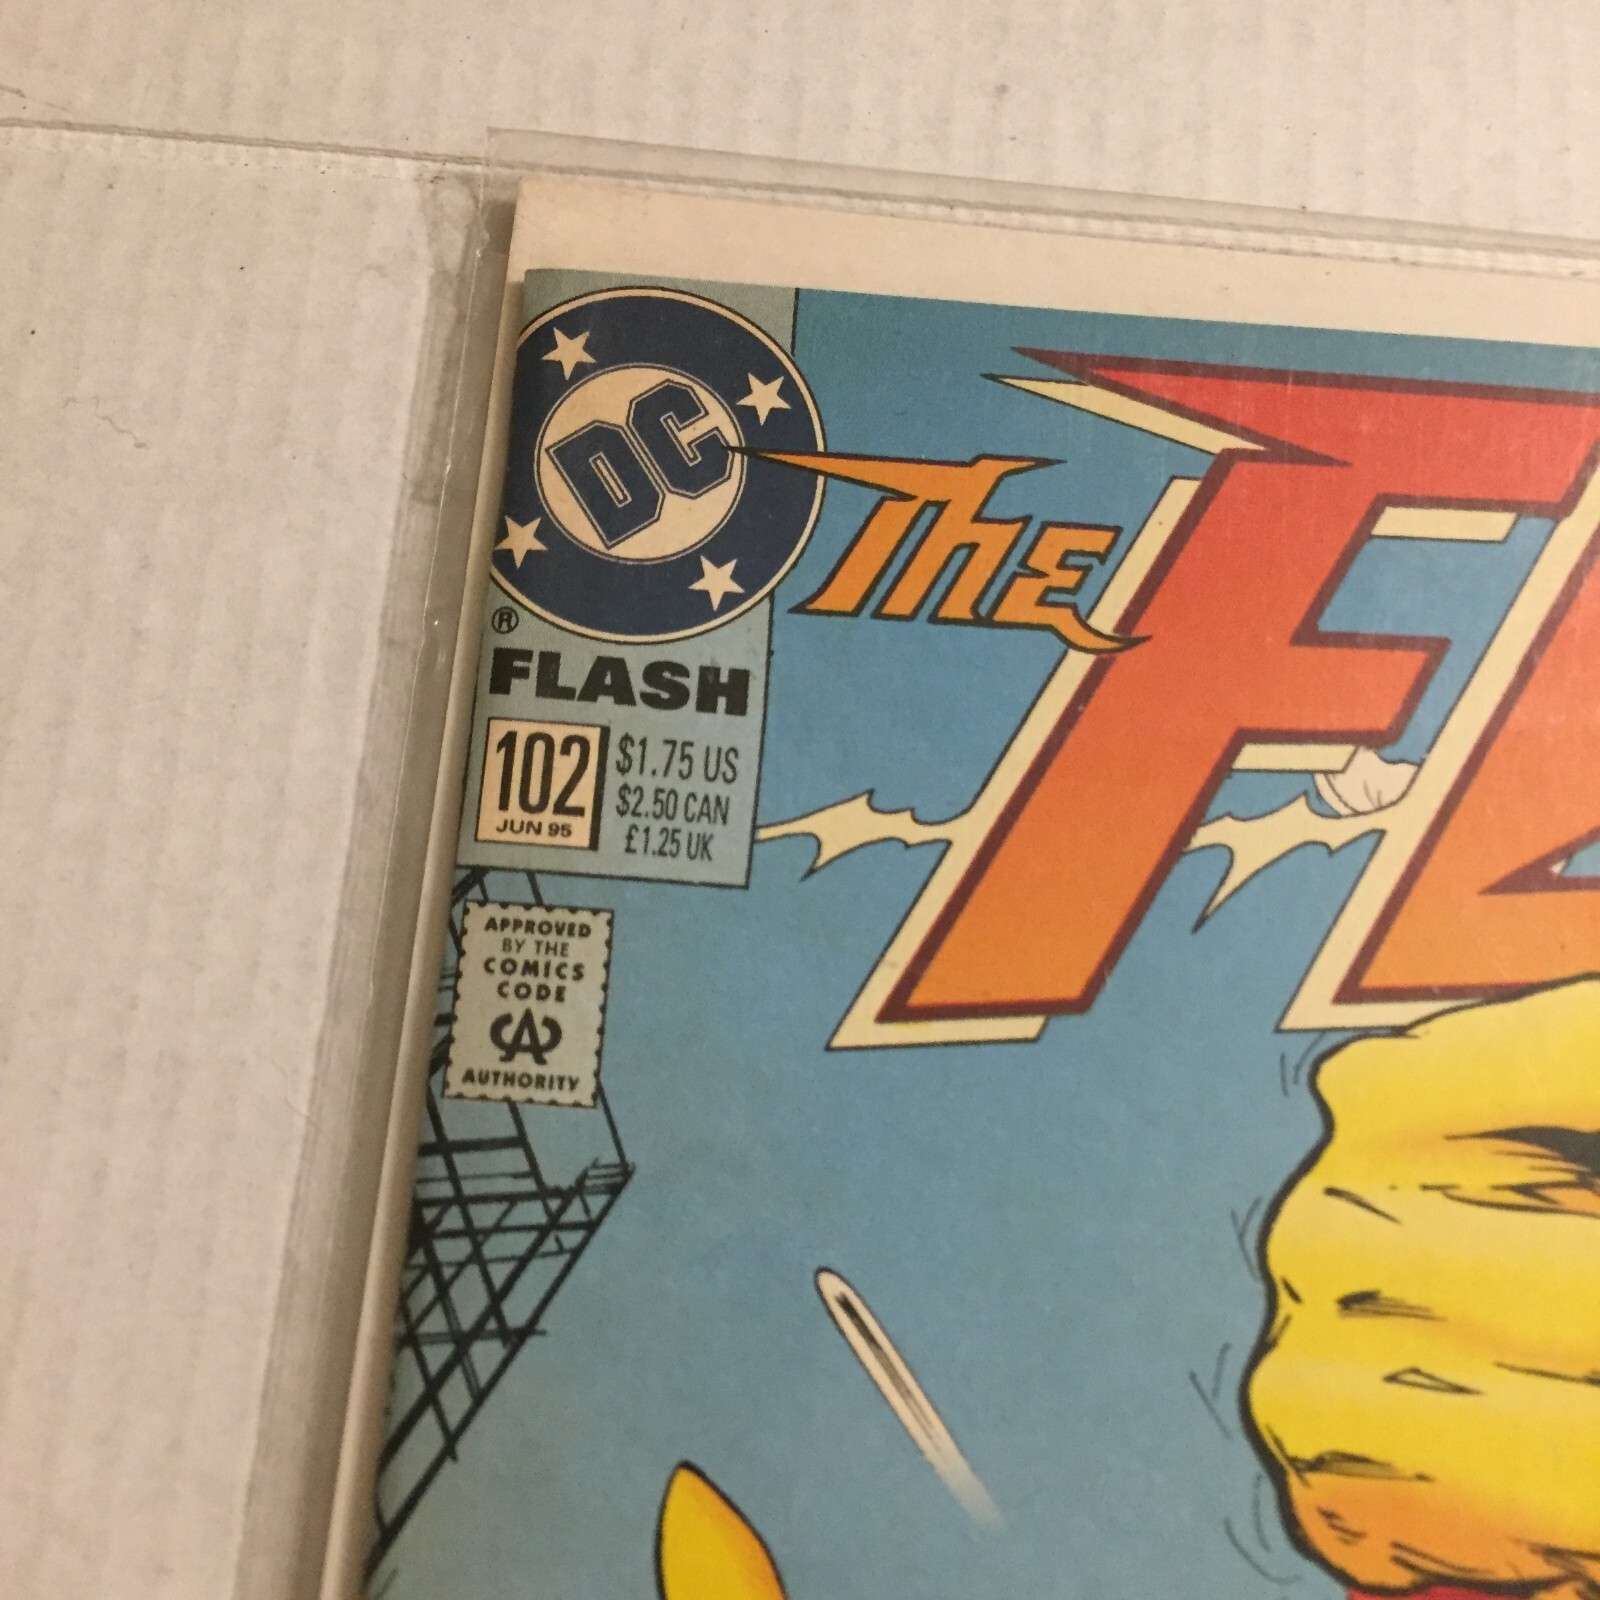 DC
®
The FL
FLASH
102
JUN 95
$1.75 US
$2.50 CAN
£1.25 UK
APPROVED
BY THE
COMICS
CODE
CA
AUTHORITY